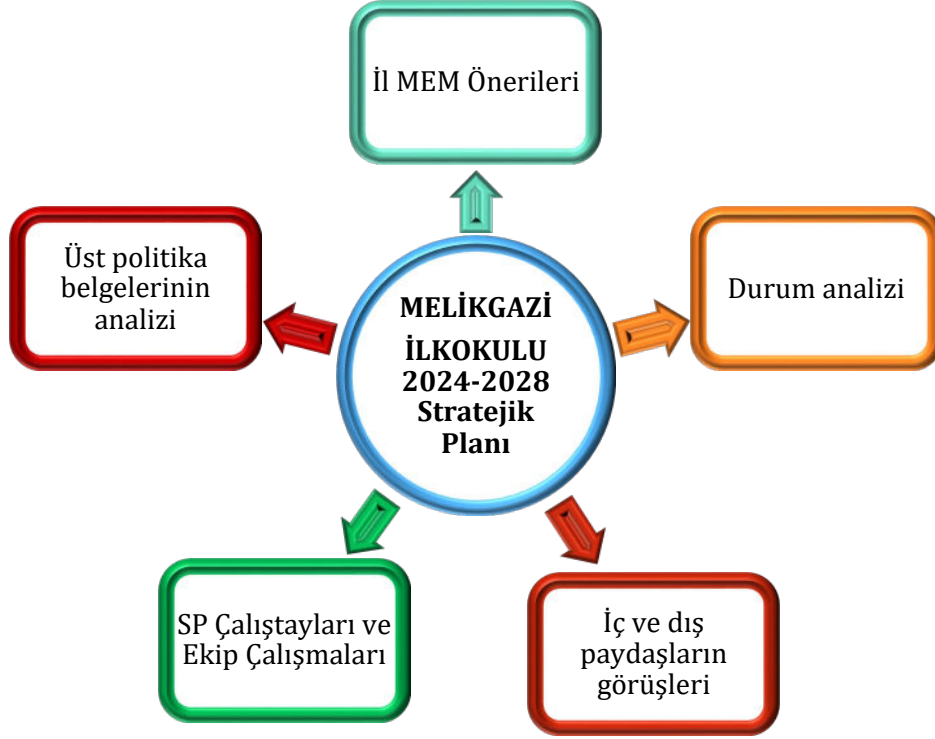 İl MEM Önerileri
Üst politika
belgelerinin
analizi
MELİKGAZİ
İLKOKULU
2024-2028
Stratejik
Planı
Durum analizi
SP Çalıştayları ve
Ekip Çalışmaları
İç ve dış
paydaşların
görüşleri